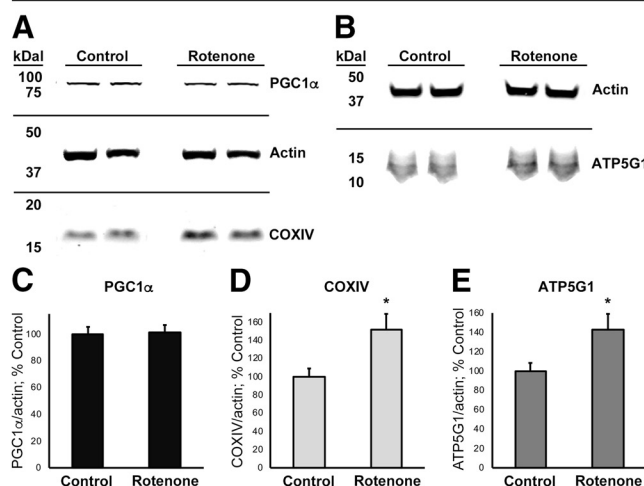 A
kDal Control Rotenone
100
75
PGC1α
50
Actin
37
20
COXIV
15
B
kDal Control Rotenone
50
Actin
37
15
ATP5G1
10
C
PGC1α
PGC1α/actin; % Control
120
100
80
60
40
20
0
Control Rotenone
D
COXIV
*
COXIV/actin; % Control
160
140
120
100
80
60
40
20
0
Control Rotenone
E
ATP5G1
*
ATP5G1/actin; % Control
160
140
120
100
80
60
40
20
0
Control Rotenone